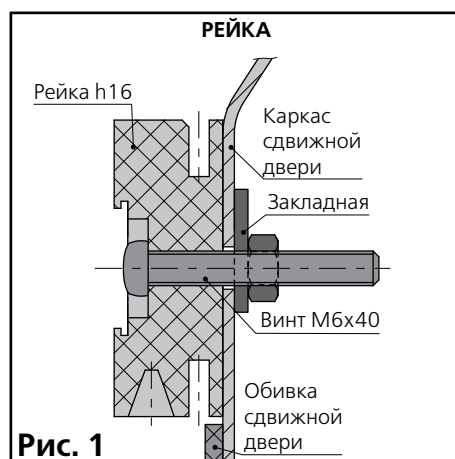 РЕЙКА
Рейка h16
Каркас
сдвижной
двери
Закладная
Винт М6х40
Обивка
сдвижной
двери
Рис. 1